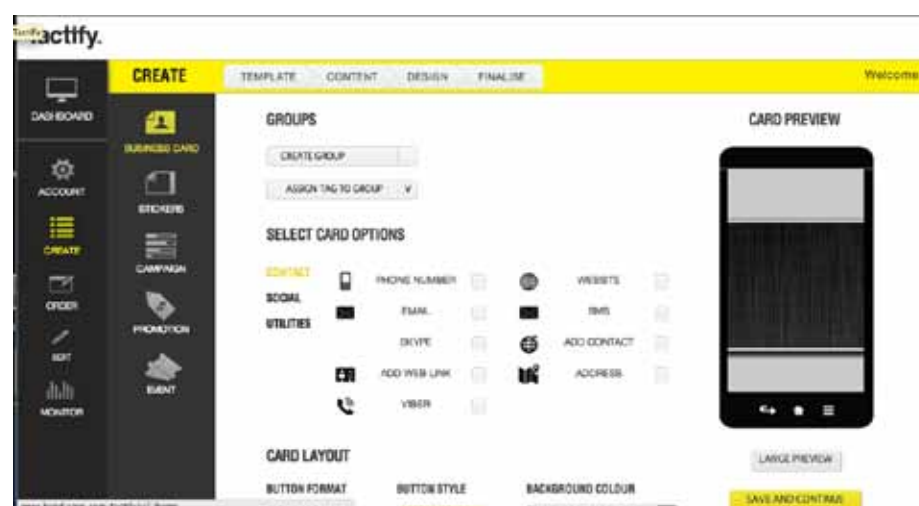 Tactify.
CREATE
TEMPLATE CONTENT DESIGN FINALISE
Welcome
DASHBOARD
ACCOUNT
CREATE
ORDER
EDIT
MONITOR
BUSINESS CARD
STICKERS
CAMPAIGN
PROMOTION
EVENT
GROUPS
CREATE GROUP
ASSIGN TAG TO GROUP
SELECT CARD OPTIONS
CONTACT
SOCIAL
UTILITIES
PHONE NUMBER WEBSITE
EMAIL SMS
SKYPE ADD CONTACT
ADD WEB LINK ADDRESS
VIBER
CARD LAYOUT
BUTTON FORMAT BUTTON STYLE BACKGROUND COLOUR
CARD PREVIEW
LARGE PREVIEW
SAVE AND CONTINUE